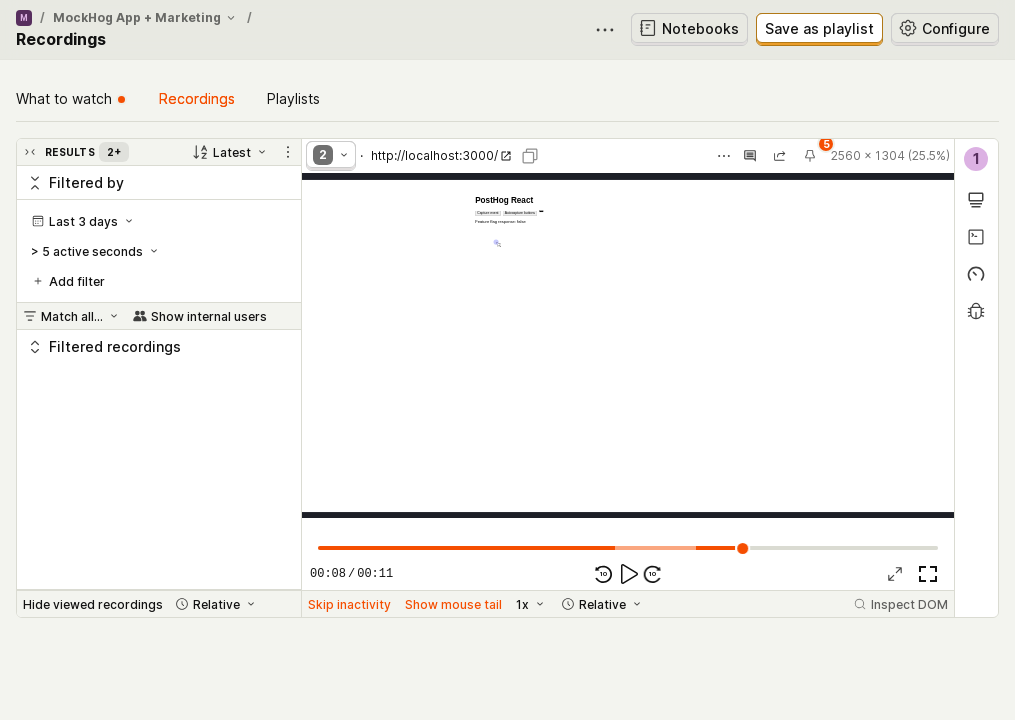 M / MockHog App + Marketing /
Recordings
Notebooks
Save as playlist
Configure
What to watch
Recordings
Playlists
RESULTS 2+
Latest
2 · http://localhost:3000/
5
2560 × 1304 (25.5%)
1
Filtered by
Last 3 days
> 5 active seconds
+ Add filter
Match all...
Show internal users
Filtered recordings
PostHog React
Capture event
Autocapture buttons
Feature flag response: false
00:08 / 00:11
10
10
Hide viewed recordings
Relative
Skip inactivity
Show mouse tail
1x
Relative
Inspect DOM